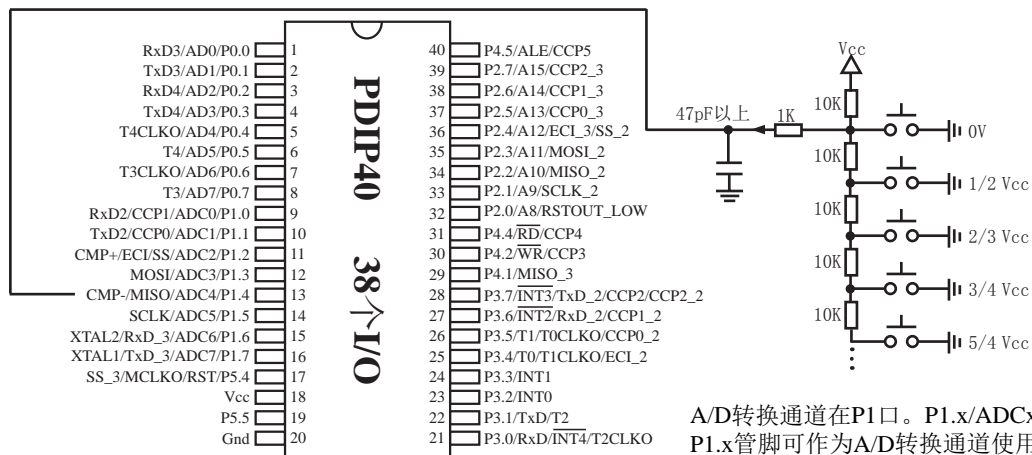 RxD3/AD0/P0.0 1
TxD3/AD1/P0.1 2
RxD4/AD2/P0.2 3
TxD4/AD3/P0.3 4
T4CLKO/AD4/P0.4 5
T4/AD5/P0.5 6
T3CLKO/AD6/P0.6 7
T3/AD7/P0.7 8
RxD2/CCP1/ADC0/P1.0 9
TxD2/CCP0/ADC1/P1.1 10
CMP+/ECI/SS/ADC2/P1.2 11
MOSI/ADC3/P1.3 12
CMP-/MISO/ADC4/P1.4 13
SCLK/ADC5/P1.5 14
XTAL2/RxD_3/ADC6/P1.6 15
XTAL1/TxD_3/ADC7/P1.7 16
SS_3/MCLKO/RST/P5.4 17
Vcc 18
P5.5 19
Gnd 20
PDIP40 38个I/O
40 P4.5/ALE/CCP5
39 P2.7/A15/CCP2_3
38 P2.6/A14/CCP1_3
37 P2.5/A13/CCP0_3
36 P2.4/A12/ECI_3/SS_2
35 P2.3/A11/MOSI_2
34 P2.2/A10/MISO_2
33 P2.1/A9/SCLK_2
32 P2.0/A8/RSTOUT_LOW
31 P4.4/RD/CCP4
30 P4.2/WR/CCP3
29 P4.1/MISO_3
28 P3.7/INT3/TxD_2/CCP2/CCP2_2
27 P3.6/INT2/RxD_2/CCP1_2
26 P3.5/T1/T0CLKO/CCP0_2
25 P3.4/T0/T1CLKO/ECI_2
24 P3.3/INT1
23 P3.2/INT0
22 P3.1/TxD/T2
21 P3.0/RxD/INT4/T2CLKO
47pF以上
1K
Vcc
10K
0V
10K
1/2 Vcc
10K
2/3 Vcc
10K
3/4 Vcc
10K
5/4 Vcc
A/D转换通道在P1口。P1.x/ADCx
P1.x管脚可作为A/D转换通道使用